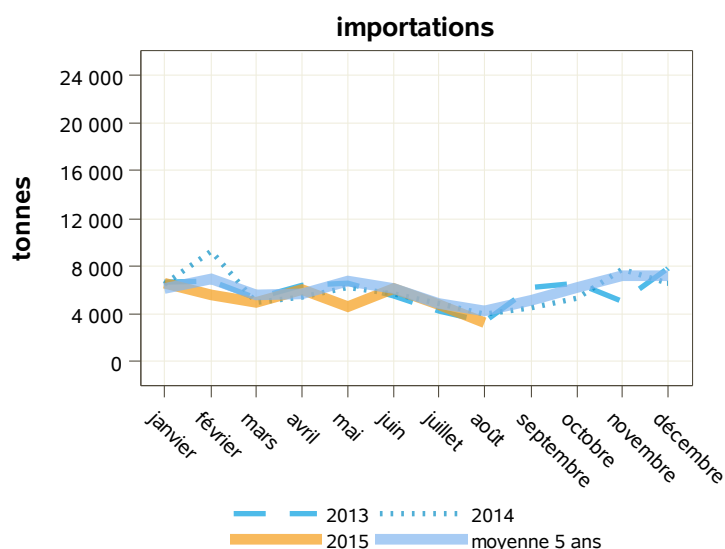 importations
tonnes
24 000
20 000
16 000
12 000
8 000
4 000
0
janvier
février
mars
avril
mai
juin
juillet
août
septembre
octobre
novembre
décembre
2013
2014
2015
moyenne 5 ans